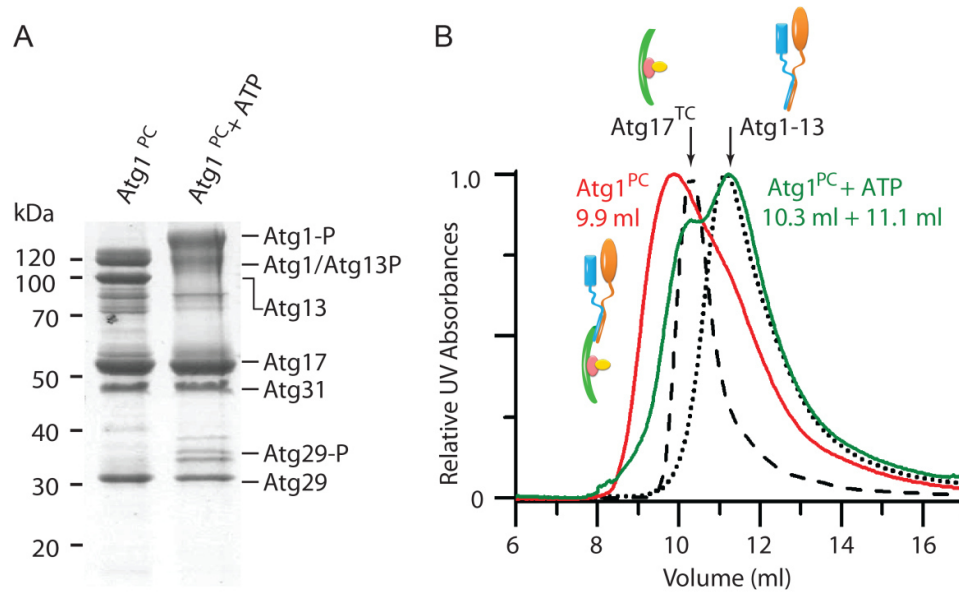 A
Atg1 PC
Atg1 PC + ATP
kDa
120
100
70
50
40
30
20
Atg1-P
Atg1/Atg13P
Atg13
Atg17
Atg31
Atg29-P
Atg29
B
Atg17TC
Atg1-13
Atg1PC
9.9 ml
Atg1PC + ATP
10.3 ml + 11.1 ml
Relative UV Absorbances
1.0
0
6 8 10 12 14 16
Volume (ml)